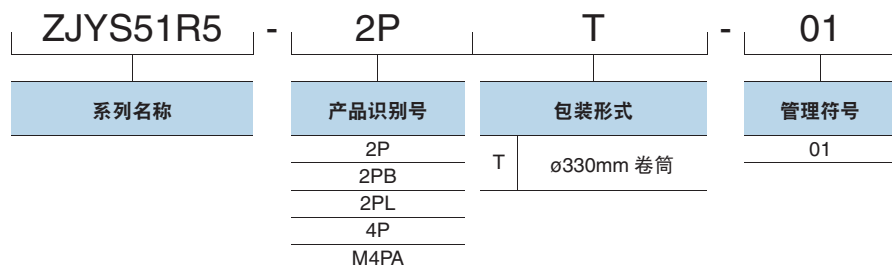 ZJYS51R5 - 2P T - 01
系列名称 产品识别号 包装形式 管理符号
2P T ø330mm 卷筒 01
2PB
2PL
4P
M4PA